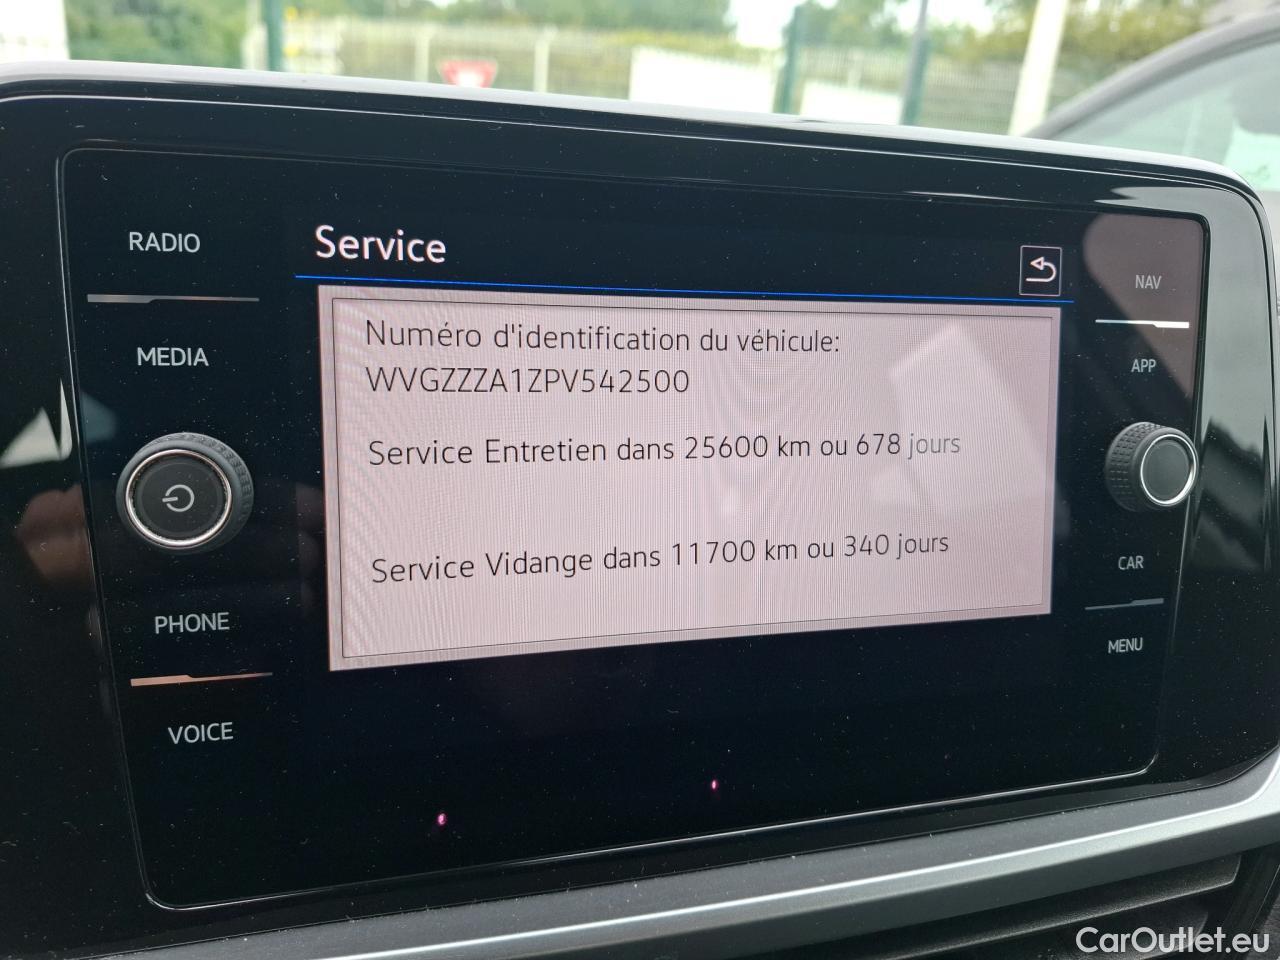 RADIO
MEDIA
PHONE
VOICE
Service
Numéro d'identification du véhicule:
WVGZZZA1ZPV542500
Service Entretien dans 25600 km ou 678 jours
Service Vidange dans 11700 km ou 340 jours
NAV
APP
CAR
MENU
CarOutlet.eu